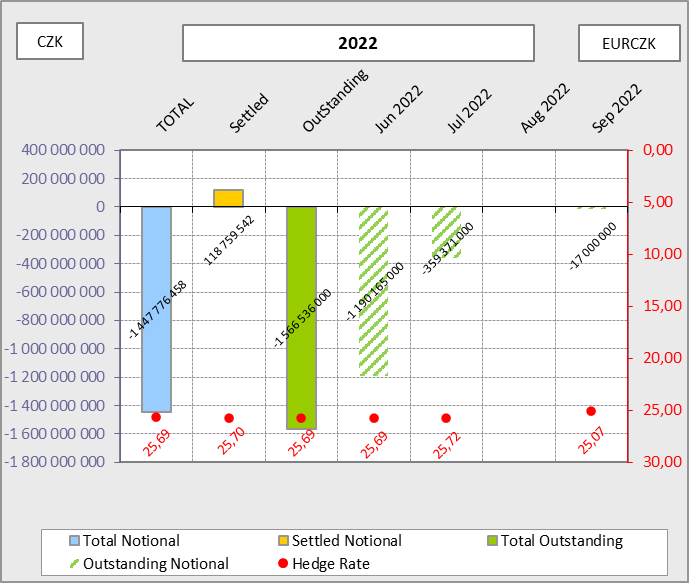 CZK
2022
EURCZK
TOTAL
Settled
OutStanding
Jun 2022
Jul 2022
Aug 2022
Sep 2022
400 000 000
200 000 000
0
-200 000 000
-400 000 000
-600 000 000
-800 000 000
-1 000 000 000
-1 200 000 000
-1 400 000 000
-1 600 000 000
-1 800 000 000
0,00
5,00
10,00
15,00
20,00
25,00
30,00
-1 447 776 458
118 759 542
-1 566 536 000
-1 190 165 000
-359 371 000
-17 000 000
25,69
25,70
25,69
25,69
25,72
25,07
Total Notional
Settled Notional
Total Outstanding
Outstanding Notional
Hedge Rate